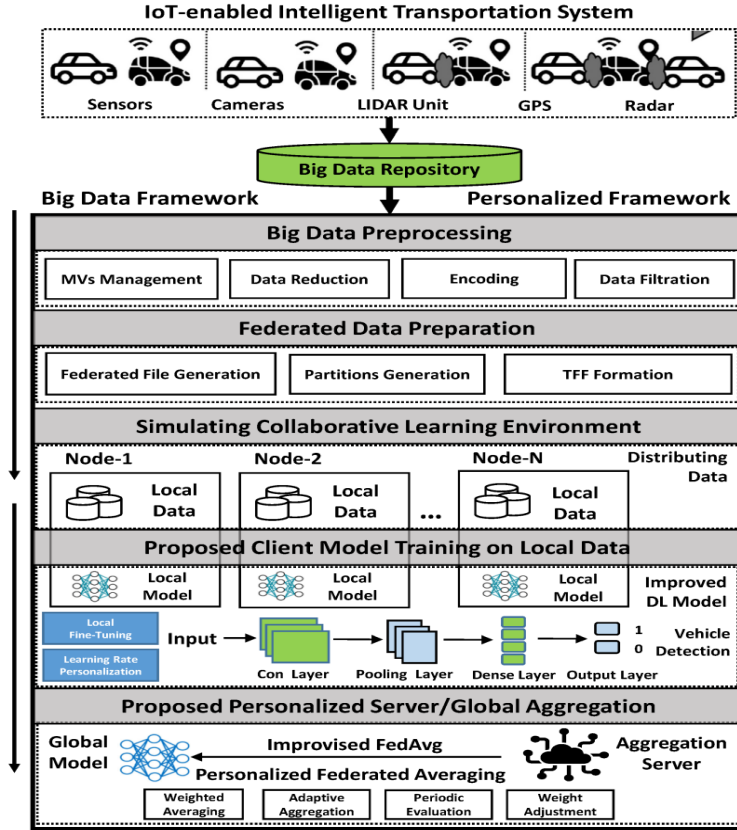 IoT-enabled Intelligent Transportation System
Sensors Cameras LIDAR Unit GPS Radar
Big Data Repository
Big Data Framework Personalized Framework
Big Data Preprocessing
MVs Management Data Reduction Encoding Data Filtration
Federated Data Preparation
Federated File Generation Partitions Generation TFF Formation
Simulating Collaborative Learning Environment
Node-1 Node-2 Node-N Distributing
Data
Local
Data
Local
Data
...
Local
Data
Proposed Client Model Training on Local Data
Local
Model
Local
Model
Local
Model
Improved
DL Model
Local
Fine-Tuning
Learning Rate
Personalization
Input
1
0
Vehicle
Detection
Con Layer Pooling Layer Dense Layer Output Layer
Proposed Personalized Server/Global Aggregation
Global
Model
Improvised FedAvg
Personalized Federated Averaging
Aggregation
Server
Weighted
Averaging
Adaptive
Aggregation
Periodic
Evaluation
Weight
Adjustment